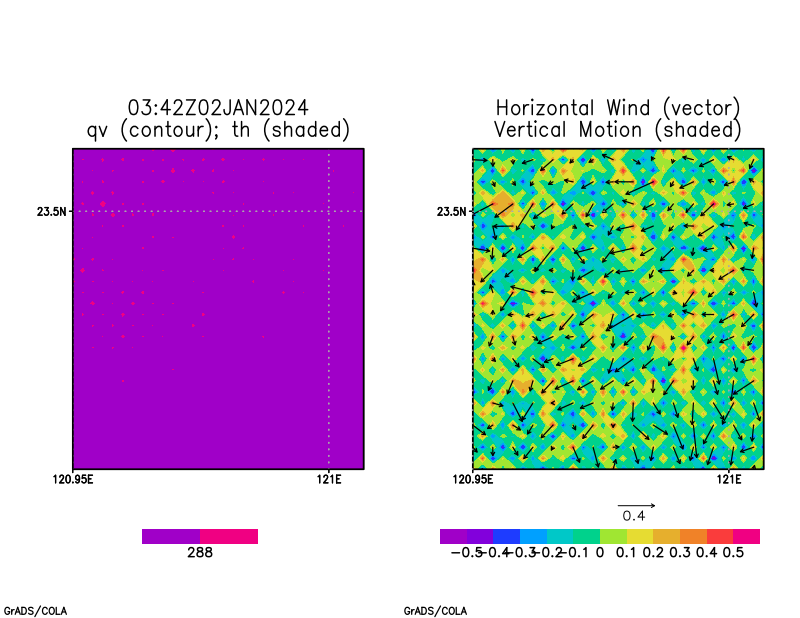 03:42Z02JAN2024
qv (contour); th (shaded)
23.5N
120.95E
121E
288
GrADS/COLA
Horizontal Wind (vector)
Vertical Motion (shaded)
23.5N
120.95E
121E
0.4
-0.5-0.4-0.3-0.2-0.1 0 0.1 0.2 0.3 0.4 0.5
GrADS/COLA